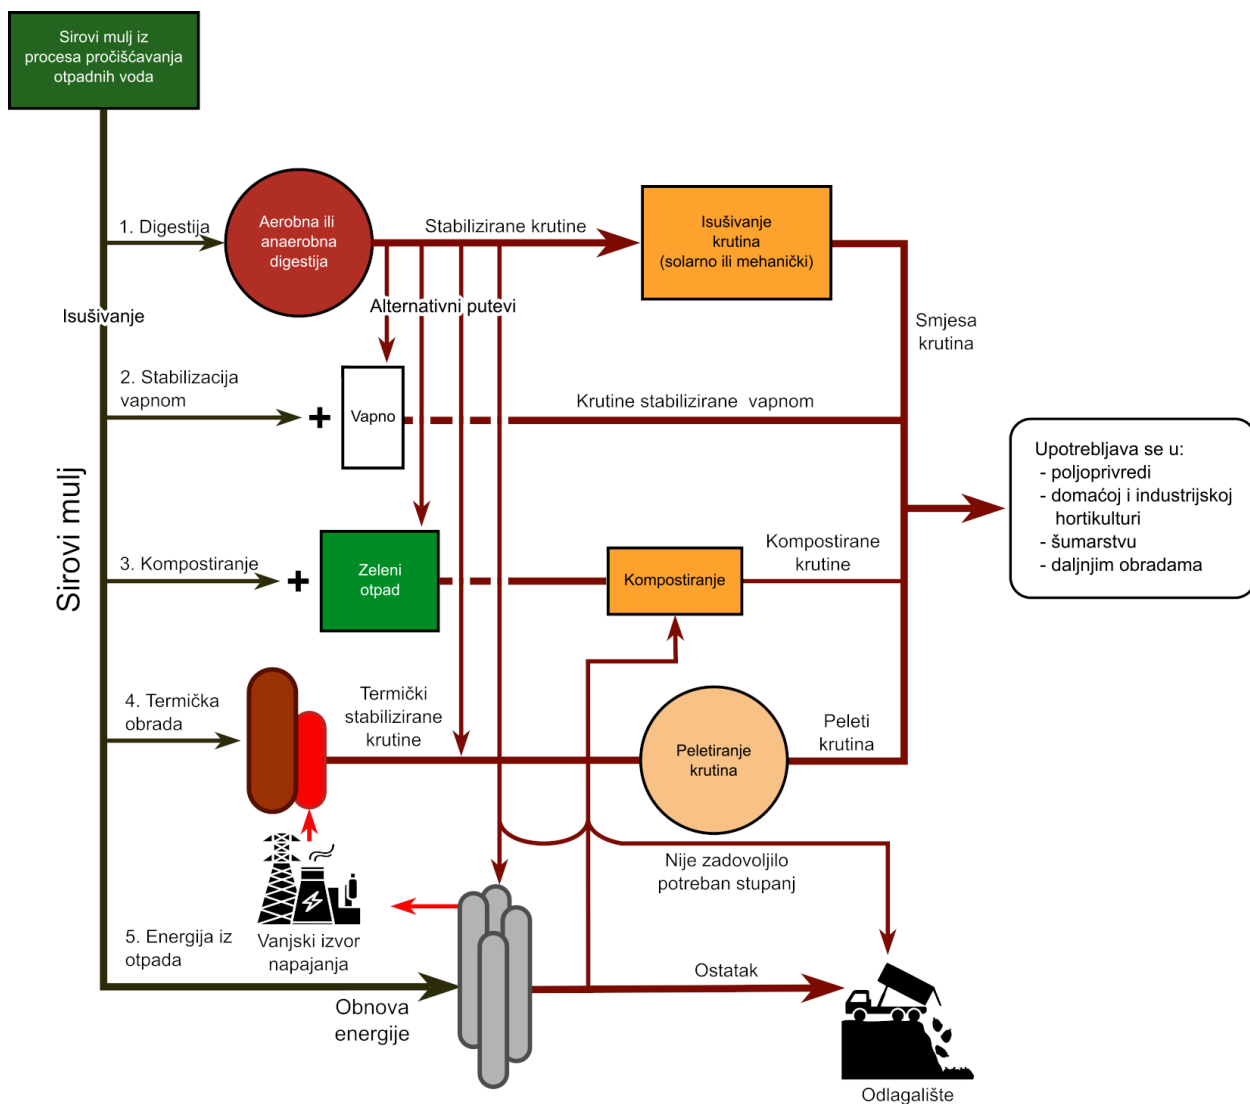 Sirovi mulj iz
procesa pročišćavanja
otpadnih voda
1. Digestija
Aerobna ili
anaerobna
digestija
Stabilizirane krutine
Isušivanje
krutina
(solarno ili mehanički)
Isušivanje
Alternativni putevi
Smjesa
krutina
2. Stabilizacija
vapnom
+
Vapno
Krutine stabilizirane vapnom
Upotrebljava se u:
- poljoprivredi
- domaćoj i industrijskoj
hortikulturi
- šumarstvu
- daljnjim obradama
Sirovi mulj
3. Kompostiranje
+
Zeleni
otpad
Kompostiranje
Kompostirane
krutine
4. Termička
obrada
Termički
stabilizirane
krutine
Peletiranje
krutina
Peleti
krutina
Nije zadovoljilo
potreban stupanj
Vanjski izvor
napajanja
5. Energija iz
otpada
Obnova
energije
Ostatak
Odlagalište